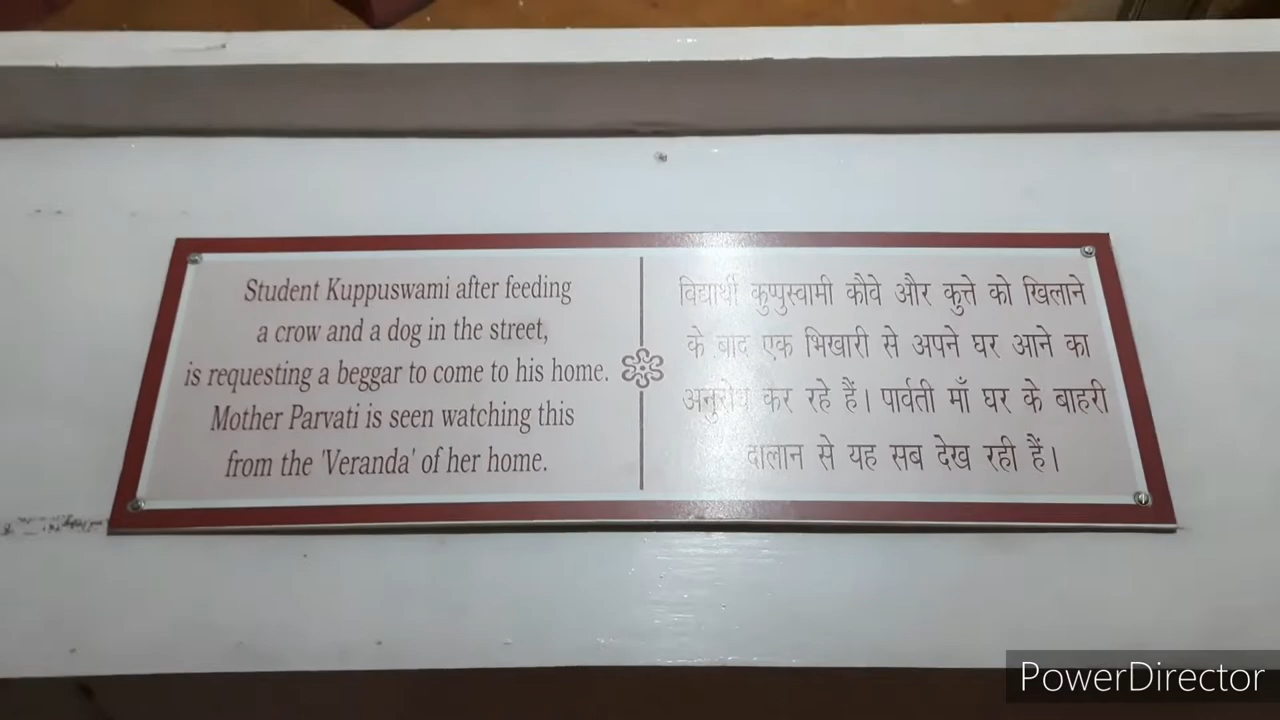 Student Kuppuswami after feeding
a crow and a dog in the street,
is requesting a beggar to come to his home.
Mother Parvati is seen watching this
from the 'Veranda' of her home.
विद्यार्थी कुप्पुस्वामी कौवे और कुत्ते को खिलाने
के बाद एक भिखारी से अपने घर आने का
अनुरोध कर रहे हैं। पार्वती माँ घर के बाहरी
दालान से यह सब देख रही हैं।
PowerDirector